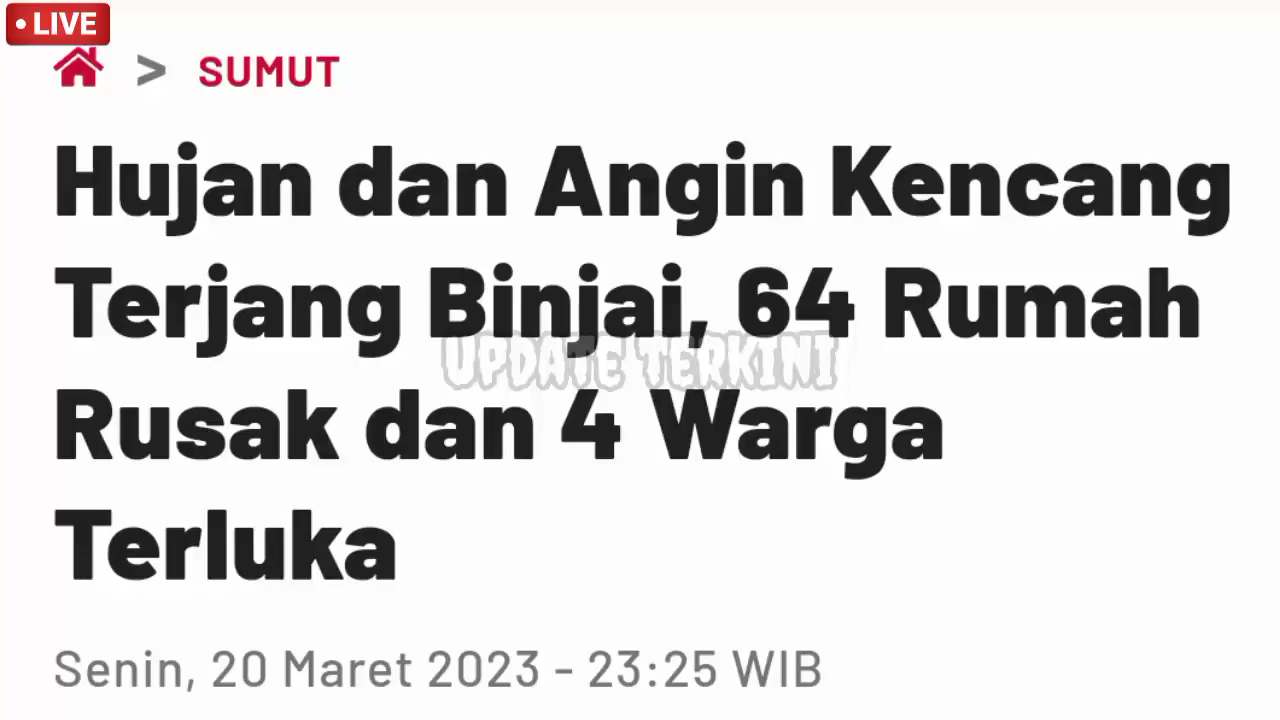 • LIVE
> SUMUT
Hujan dan Angin Kencang
Terjang Binjai, 64 Rumah
UPDATE TERKINI
Rusak dan 4 Warga
Terluka
Senin, 20 Maret 2023 - 23:25 WIB